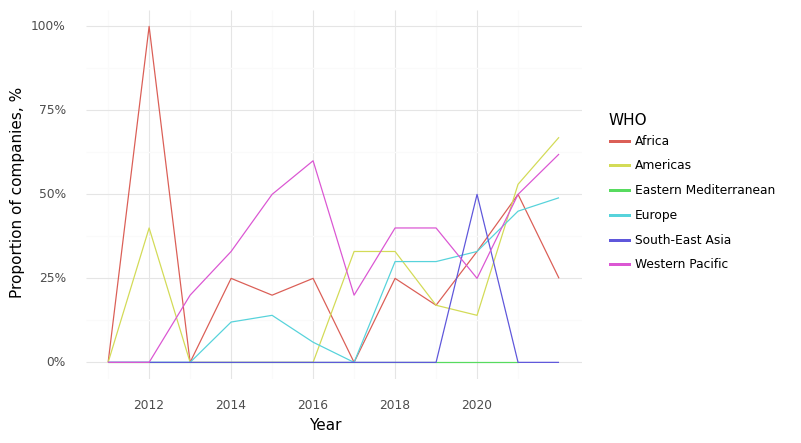 100%
75%
50%
25%
0%
Proportion of companies, %
2012
2014
2016
2018
2020
Year
WHO
Africa
Americas
Eastern Mediterranean
Europe
South-East Asia
Western Pacific